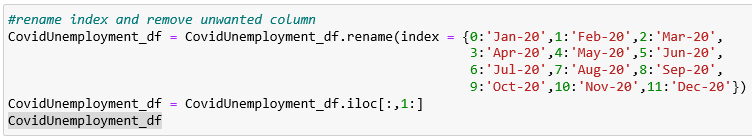 #rename index and remove unwanted column
CovidUnemployment_df = CovidUnemployment_df.rename(index = {0:'Jan-20',1:'Feb-20',2:'Mar-20',
3:'Apr-20',4:'May-20',5:'Jun-20',
6:'Jul-20',7:'Aug-20',8:'Sep-20',
9:'Oct-20',10:'Nov-20',11:'Dec-20'})
CovidUnemployment_df = CovidUnemployment_df.iloc[:,1:]
CovidUnemployment_df